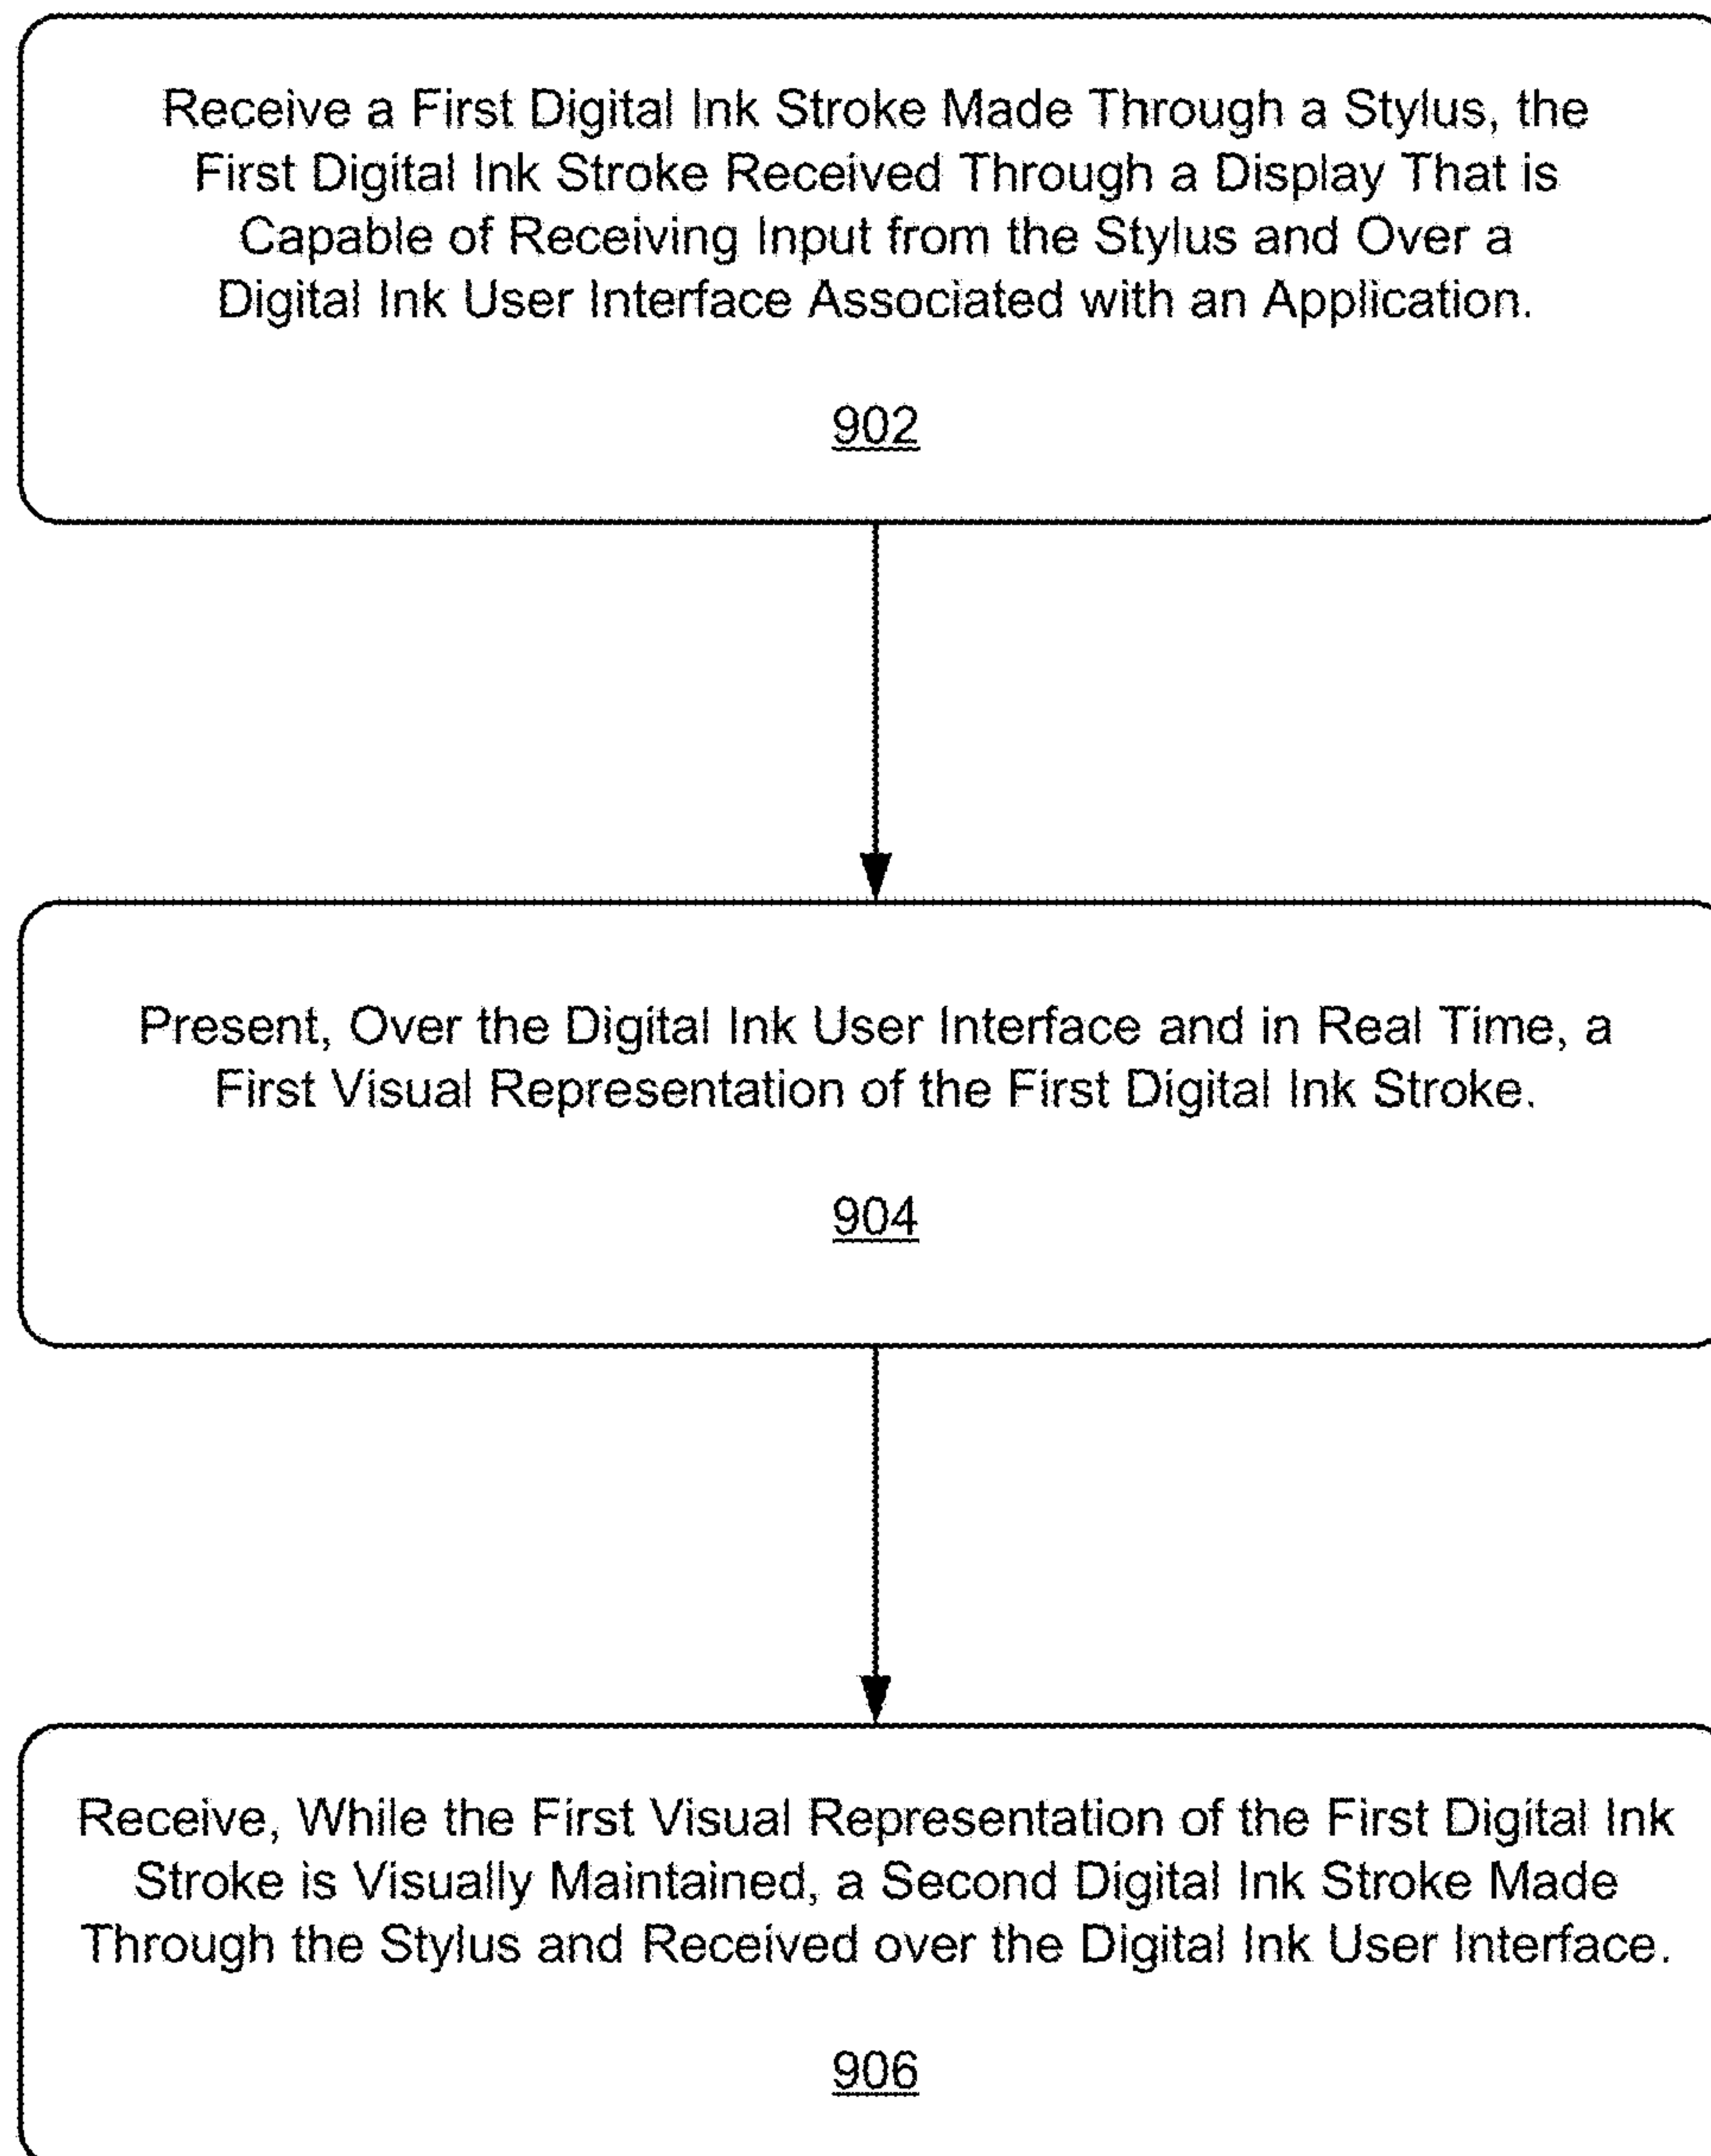 Receive a First Digital Ink Stroke Made Through a Stylus, the
First Digital Ink Stroke Received Through a Display That is
Capable of Receiving Input from the Stylus and Over a
Digital Ink User Interface Associated with an Application.
902
Present, Over the Digital Ink User Interface and in Real Time, a
First Visual Representation of the First Digital Ink Stroke.
904
Receive, While the First Visual Representation of the First Digital Ink
Stroke is Visually Maintained, a Second Digital Ink Stroke Made
Through the Stylus and Received over the Digital Ink User Interface.
906